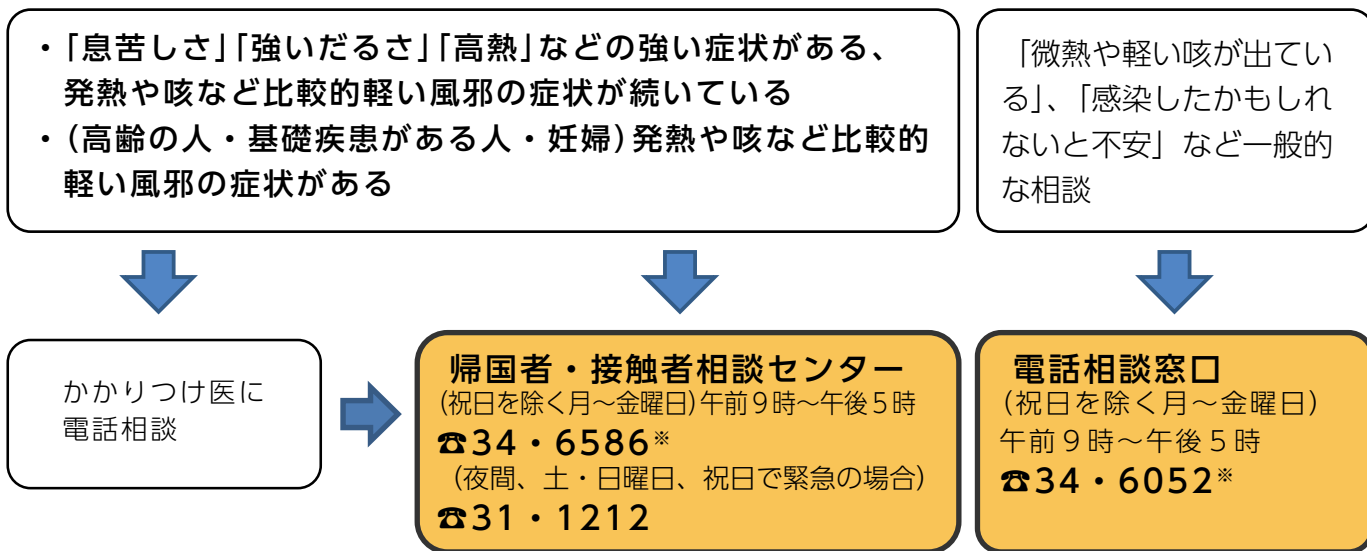 ・「息苦しさ」「強いだるさ」「高熱」などの強い症状がある、
発熱や咳など比較的軽い風邪の症状が続いている
・（高齢の人・基礎疾患がある人・妊婦）発熱や咳など比較的
軽い風邪の症状がある
「微熱や軽い咳が出てい
る」、「感染したかもしれ
ないと不安」など一般的
な相談
かかりつけ医に
電話相談
帰国者・接触者相談センター
（祝日を除く月～金曜日）午前９時～午後５時
☎34・6586※
（夜間、土・日曜日、祝日で緊急の場合）
☎31・1212
電話相談窓口
（祝日を除く月～金曜日）
午前９時～午後５時
☎34・6052※